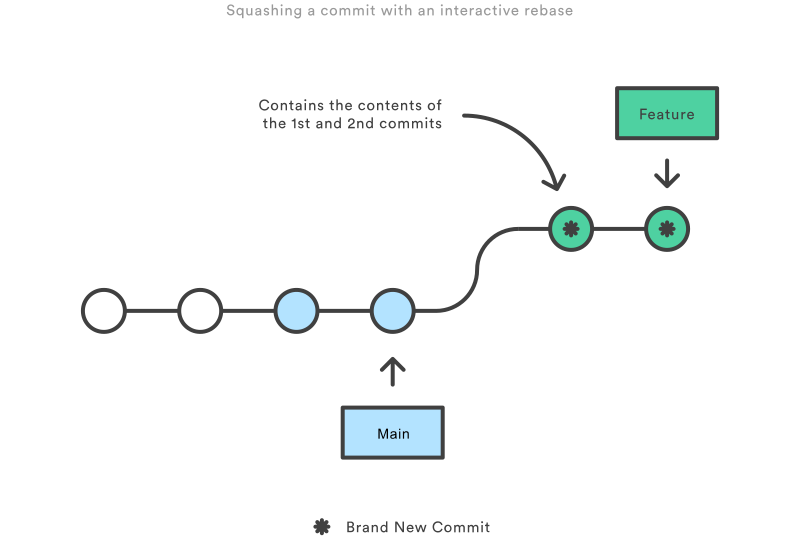 Squashing a commit with an interactive rebase
Contains the contents of
the 1st and 2nd commits
Feature
Main
Brand New Commit